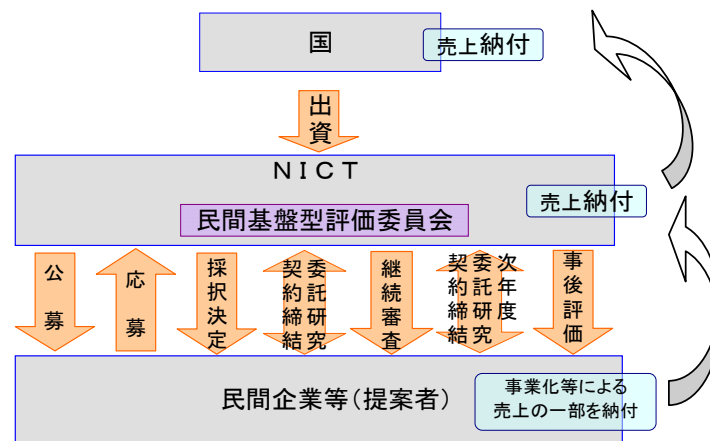 国
売上納付
出資
ＮＩＣＴ
民間基盤型評価委員会
売上納付
公募
応募
採択決定
委託研究
契約締結
継続審査
次年度
委託研究
契約締結
事後評価
民間企業等（提案者）
事業化等による
売上の一部を納付